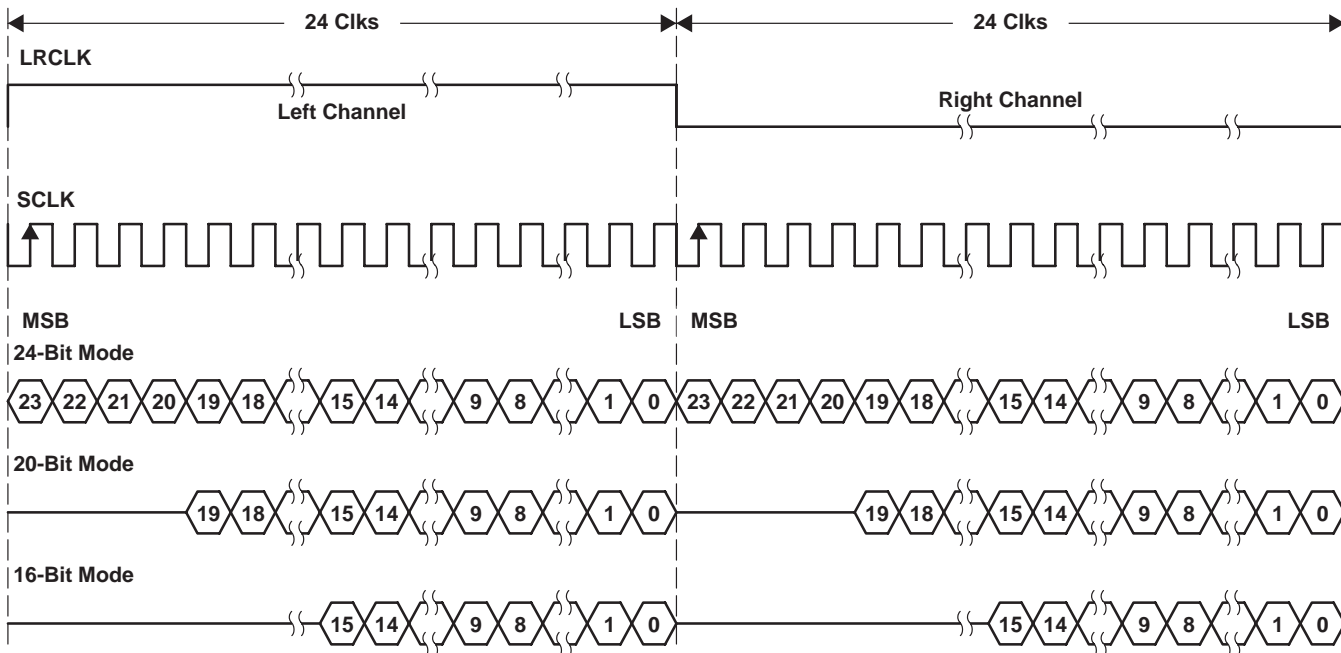 24 Clks 24 Clks
LRCLK
Left Channel Right Channel
SCLK
MSB LSB MSB LSB
24-Bit Mode
23 22 21 20 19 18 15 14 9 8 1 0 23 22 21 20 19 18 15 14 9 8 1 0
20-Bit Mode
19 18 15 14 9 8 1 0 19 18 15 14 9 8 1 0
16-Bit Mode
15 14 9 8 1 0 15 14 9 8 1 0